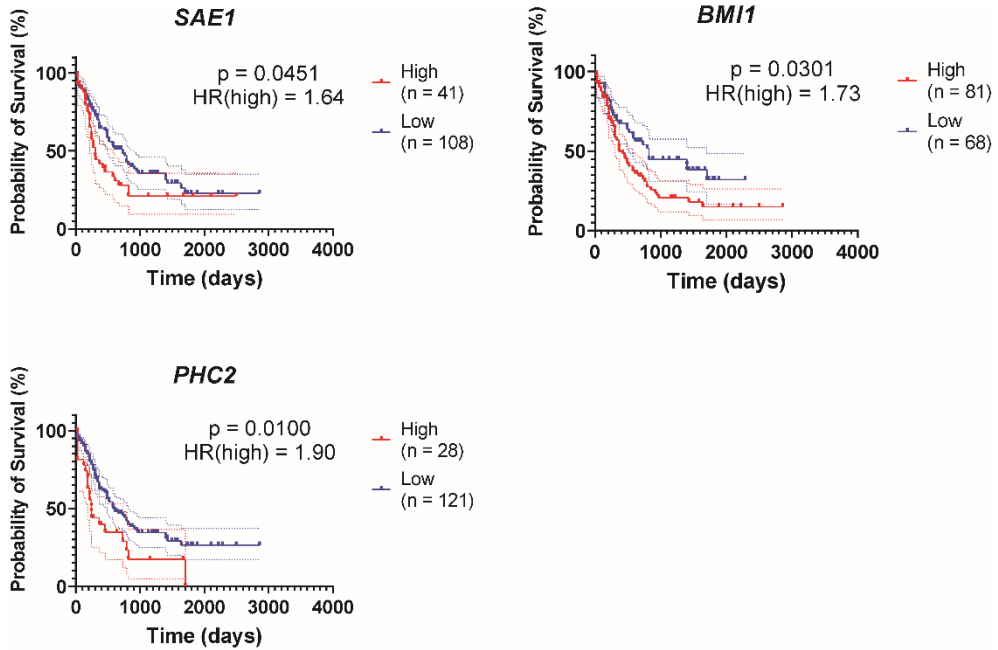 SAE1
Probability of Survival (%)
100
50
0
p = 0.0451
HR(high) = 1.64
High
(n = 41)
Low
(n = 108)
0 1000 2000 3000 4000
Time (days)
BMI1
Probability of Survival (%)
100
50
0
p = 0.0301
HR(high) = 1.73
High
(n = 81)
Low
(n = 68)
0 1000 2000 3000 4000
Time (days)
PHC2
Probability of Survival (%)
100
50
0
p = 0.0100
HR(high) = 1.90
High
(n = 28)
Low
(n = 121)
0 1000 2000 3000 4000
Time (days)